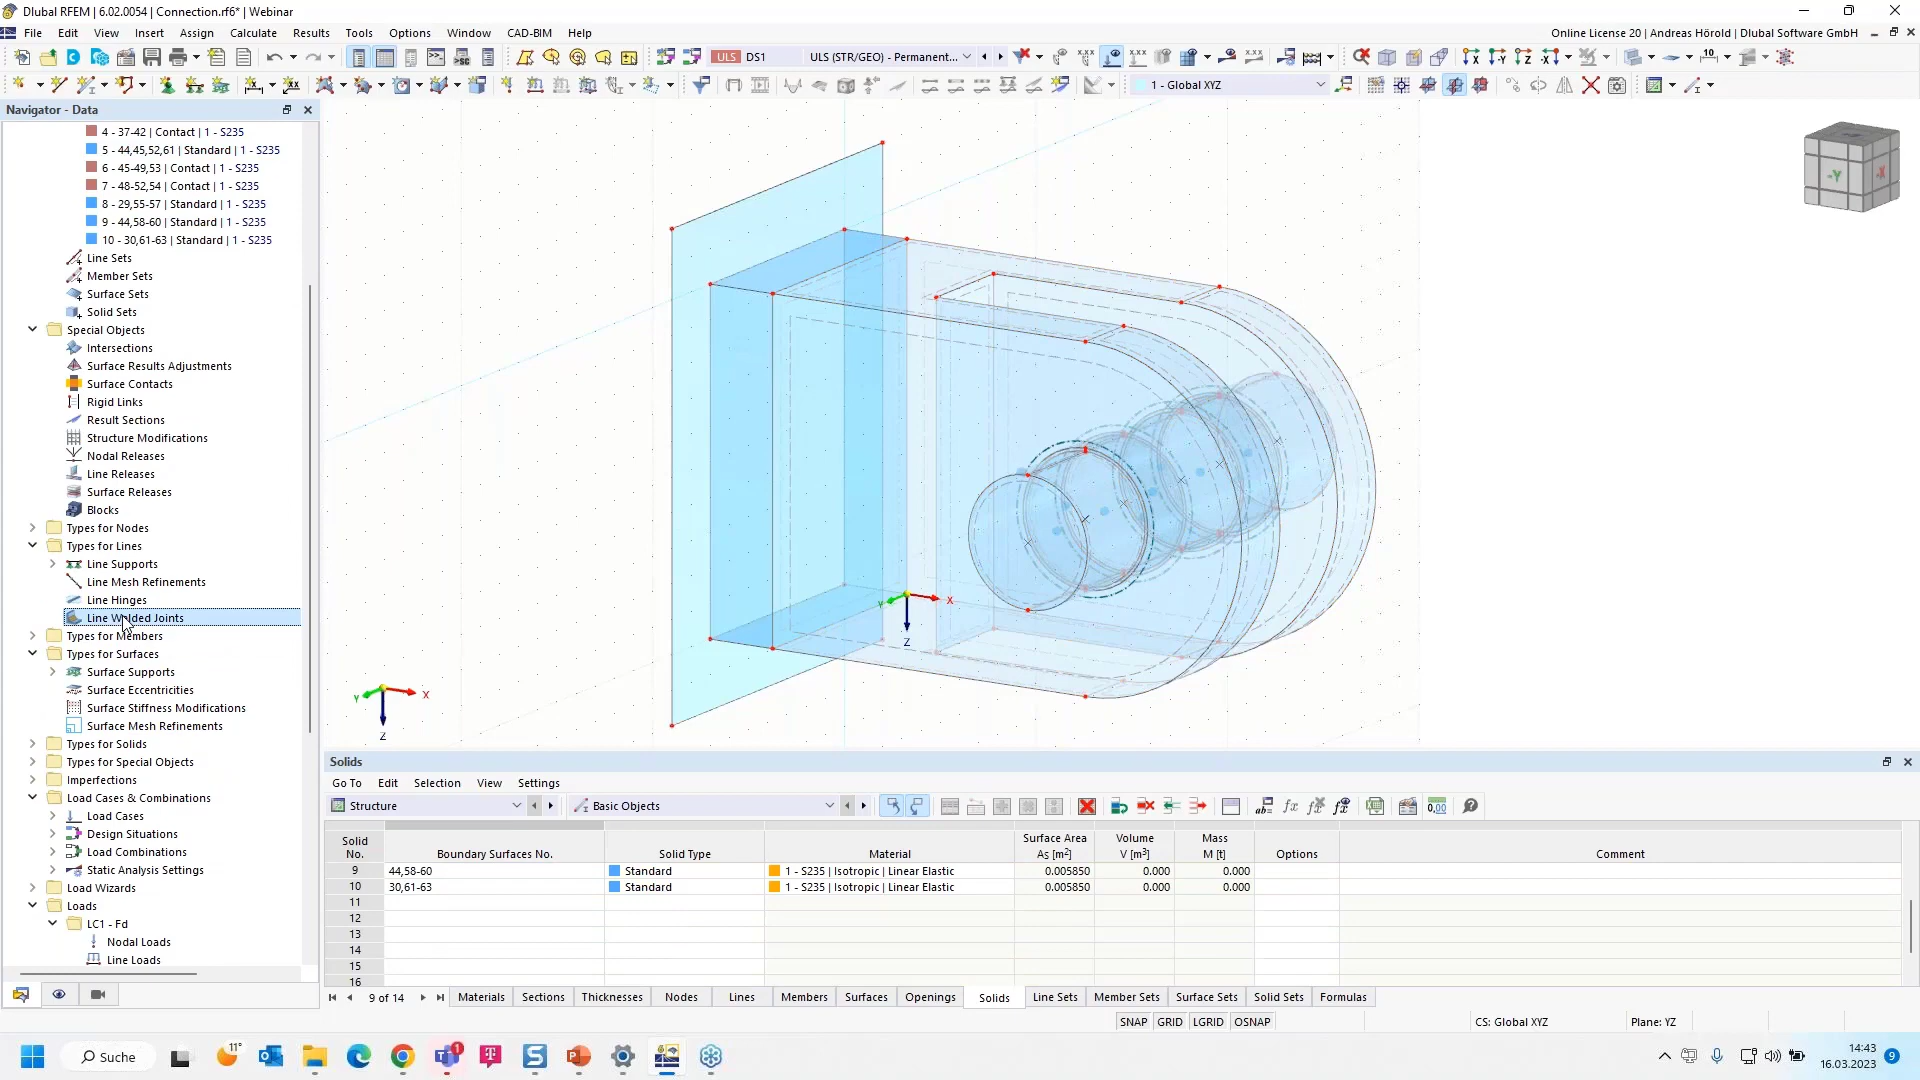 Dlubal RFEM | 6.02.0054 | Connection.rf6* | Webinar
File Edit View Insert Assign Calculate Results Tools Options Window CAD-BIM Help
Online License 20 | Andreas Hörold | Dlubal Software GmbH
ULS DS1 ULS (STR/GEO) - Permanent...
1 - Global XYZ
Navigator - Data
4 - 37-42 | Contact | 1 - S235
5 - 44,45,52,61 | Standard | 1 - S235
6 - 45-49,53 | Contact | 1 - S235
7 - 48-52,54 | Contact | 1 - S235
8 - 29,55-57 | Standard | 1 - S235
9 - 44,58-60 | Standard | 1 - S235
10 - 30,61-63 | Standard | 1 - S235
Line Sets
Member Sets
Surface Sets
Solid Sets
Special Objects
Intersections
Surface Results Adjustments
Surface Contacts
Rigid Links
Result Sections
Structure Modifications
Nodal Releases
Line Releases
Surface Releases
Blocks
Types for Nodes
Types for Lines
Line Supports
Line Mesh Refinements
Line Hinges
Line Welded Joints
Types for Members
Types for Surfaces
Surface Supports
Surface Eccentricities
Surface Stiffness Modifications
Surface Mesh Refinements
Types for Solids
Types for Special Objects
Imperfections
Load Cases & Combinations
Load Cases
Design Situations
Load Combinations
Static Analysis Settings
Load Wizards
Loads
LC1 - Fd
Nodal Loads
Line Loads
-Y -X
Y X
Z
Y X
Z
Solids
Go To Edit Selection View Settings
Structure Basic Objects
Solid No. Boundary Surfaces No. Solid Type Material Surface Area As [m²] Volume V [m³] Mass M [t] Options Comment
9 44,58-60 Standard 1 - S235 | Isotropic | Linear Elastic 0.005850 0.000 0.000
10 30,61-63 Standard 1 - S235 | Isotropic | Linear Elastic 0.005850 0.000 0.000
11
12
13
14
15
16
9 of 14 Materials Sections Thicknesses Nodes Lines Members Surfaces Openings Solids Line Sets Member Sets Surface Sets Solid Sets Formulas
SNAP GRID LGRID OSNAP CS: Global XYZ Plane: YZ
Suche 11° 1 14:43
16.03.2023 9